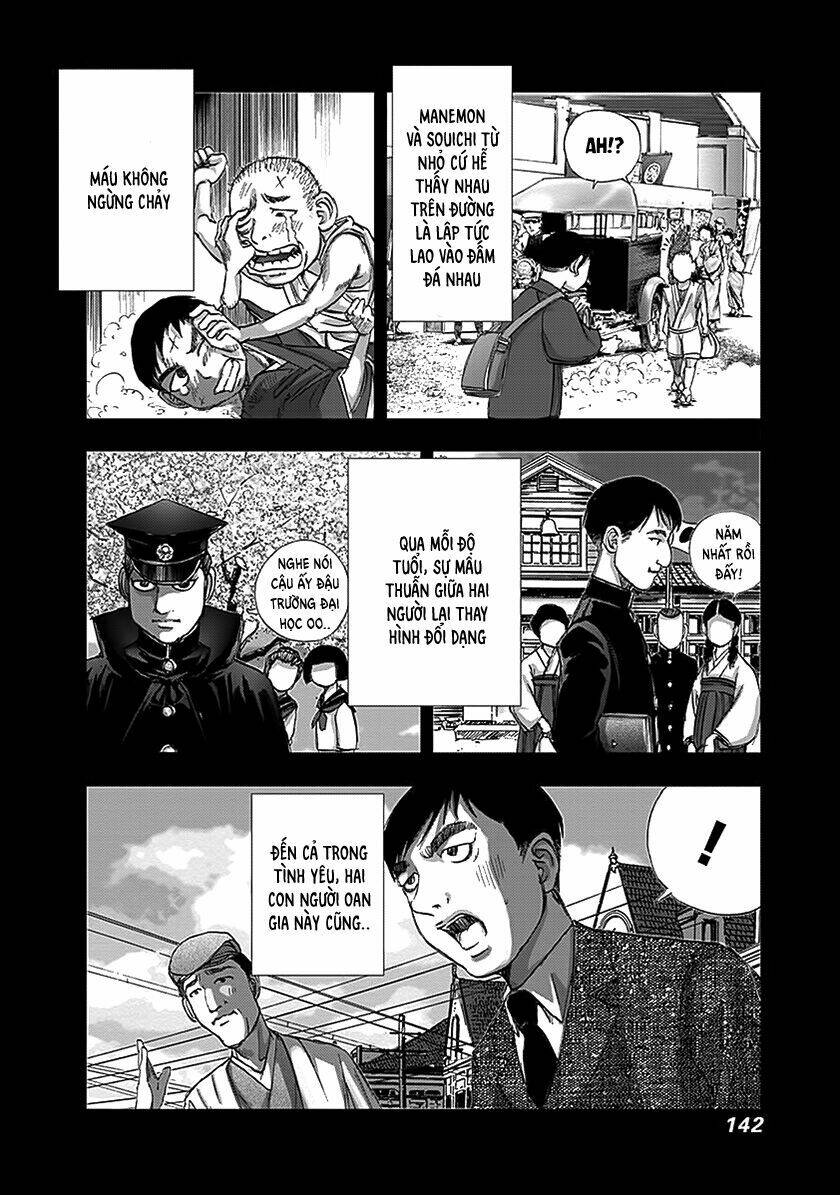 AH!?
MANEMON
VÀ SOUICHI TỪ
NHỎ CỨ HỄ
THẤY NHAU
TRÊN ĐƯỜNG
LÀ LẬP TỨC
LAO VÀO ĐẤM
ĐÁ NHAU
MÁU KHÔNG
NGỪNG CHẢY
NĂM
NHẤT RỒI
ĐẤY!
QUA MỖI ĐỘ
TUỔI, SỰ MÂU
THUẪN GIỮA HAI
NGƯỜI LẠI THAY
HÌNH ĐỔI DẠNG
NGHE NÓI
CẬU ẤY ĐẬU
TRƯỜNG ĐẠI
HỌC OO..
!
ĐẾN CẢ TRONG
TÌNH YÊU, HAI
CON NGƯỜI OAN
GIA NÀY CŨNG..
142